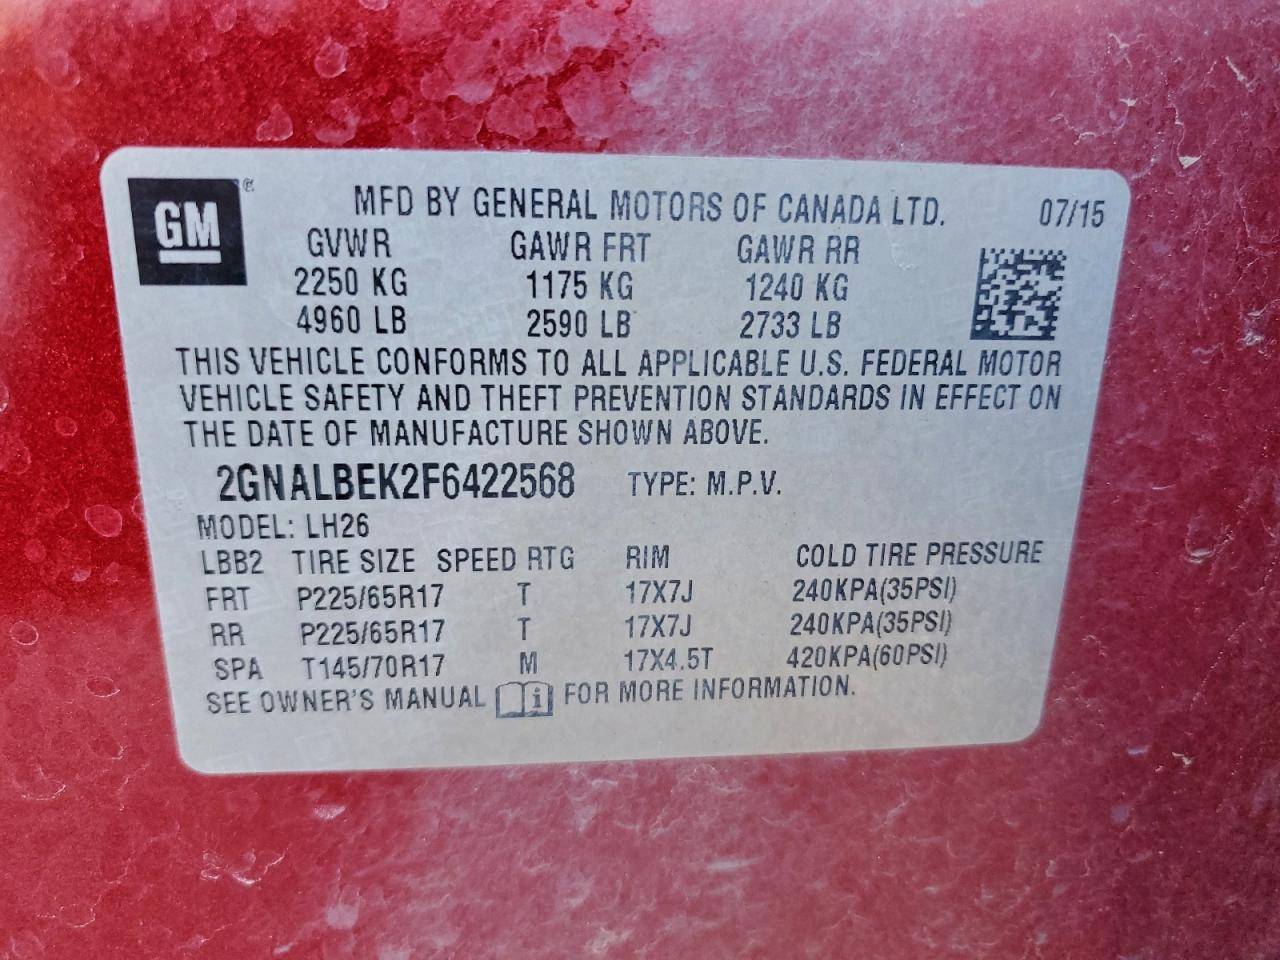 GM ® MFD BY GENERAL MOTORS OF CANADA LTD. 07/15
GVWR GAWR FRT GAWR RR
2250 KG 1175 KG 1240 KG
4960 LB 2590 LB 2733 LB
THIS VEHICLE CONFORMS TO ALL APPLICABLE U.S. FEDERAL MOTOR
VEHICLE SAFETY AND THEFT PREVENTION STANDARDS IN EFFECT ON
THE DATE OF MANUFACTURE SHOWN ABOVE.
2GNALBEK2F6422568 TYPE: M.P.V.
MODEL: LH26
LBB2 TIRE SIZE SPEED RTG RIM COLD TIRE PRESSURE
FRT P225/65R17 T 17X7J 240KPA(35PSI)
RR P225/65R17 T 17X7J 240KPA(35PSI)
SPA T145/70R17 M 17X4.5T 420KPA(60PSI)
SEE OWNER'S MANUAL i FOR MORE INFORMATION.